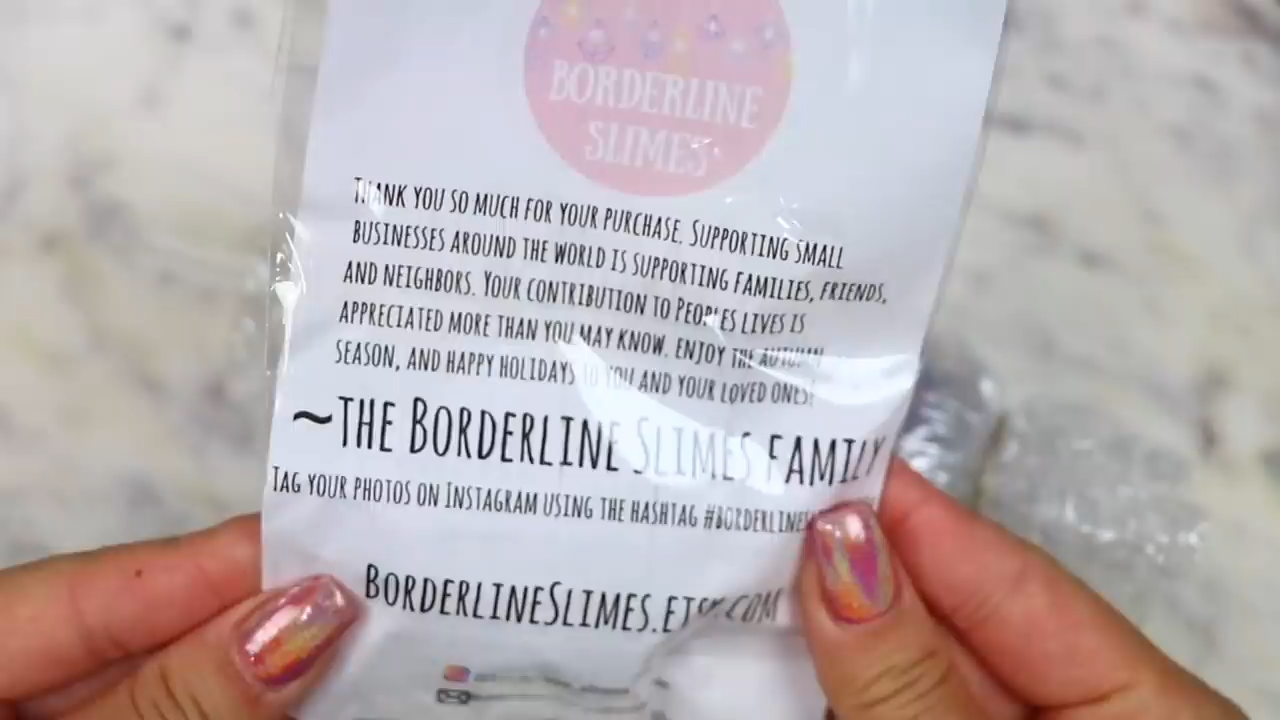 BORDERLINE
SLIMES
THANK YOU SO MUCH FOR YOUR PURCHASE. SUPPORTING SMALL
BUSINESSES AROUND THE WORLD IS SUPPORTING FAMILIES, FRIENDS,
AND NEIGHBORS. YOUR CONTRIBUTION TO PEOPLES LIVES IS
APPRECIATED MORE THAN YOU MAY KNOW. ENJOY THE AUTUMN
SEASON, AND HAPPY HOLIDAYS TO YOU AND YOUR LOVED ONES!
~THE BORDERLINE SLIMES FAMILY
TAG YOUR PHOTOS ON INSTAGRAM USING THE HASHTAG
BORDERLINESLIMES.ETSY.COM